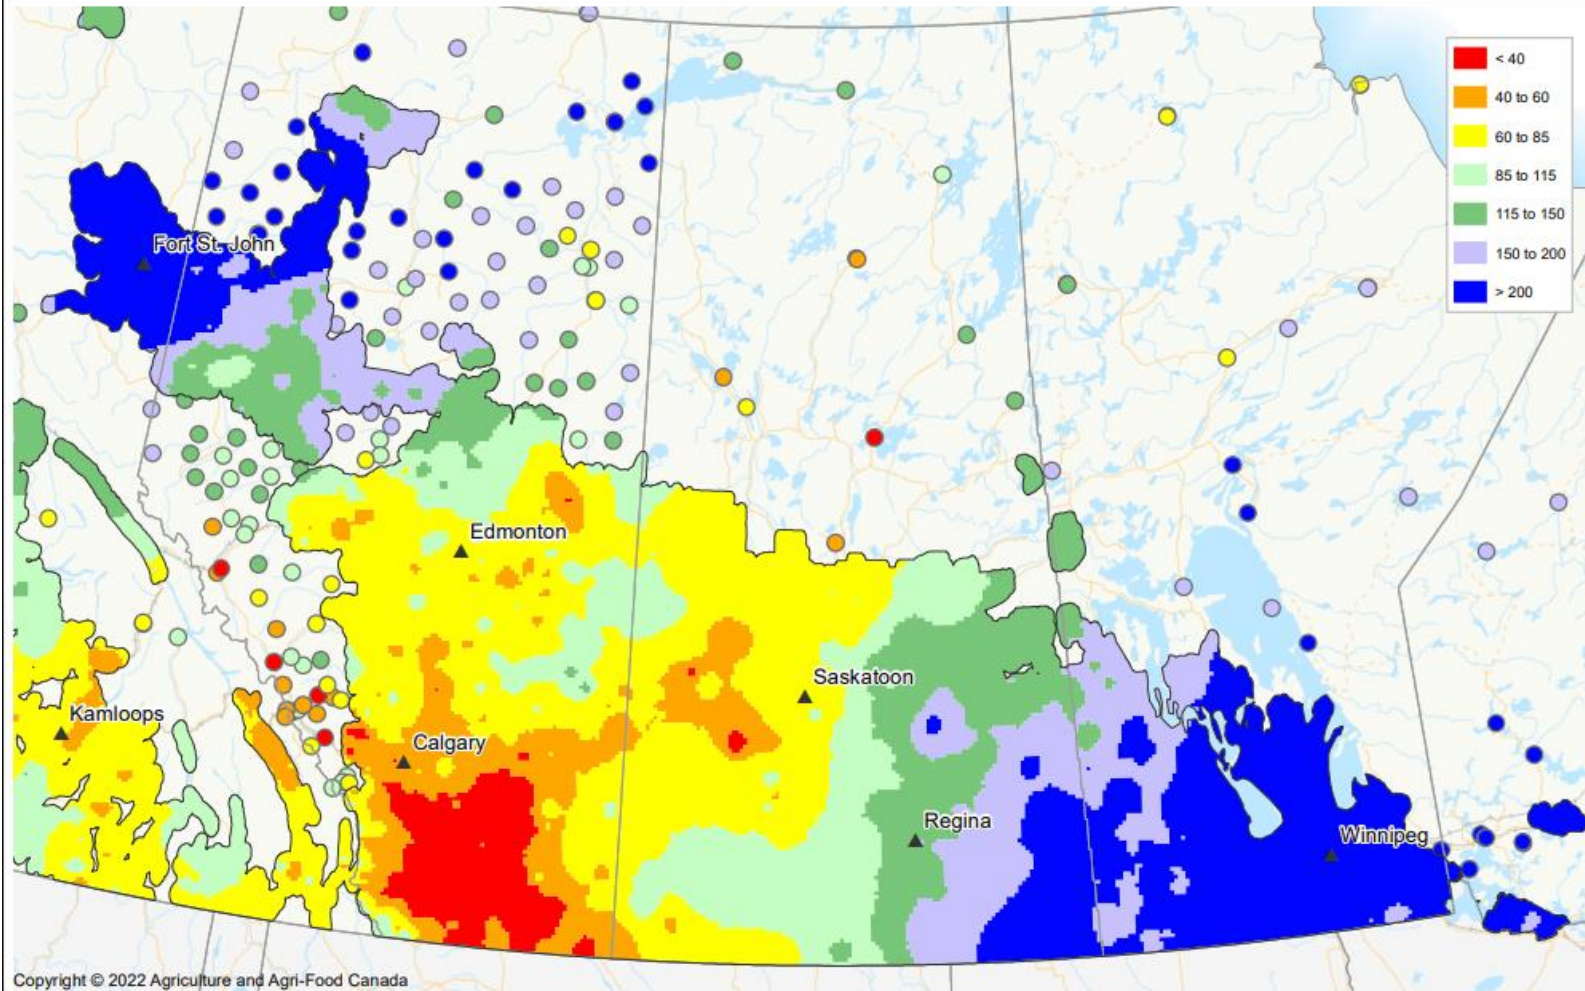 < 40
40 to 60
60 to 85
85 to 115
115 to 150
150 to 200
> 200
Fort St. John
Edmonton
Saskatoon
Kamloops
Calgary
Regina
Winnipeg
Copyright © 2022 Agriculture and Agri-Food Canada